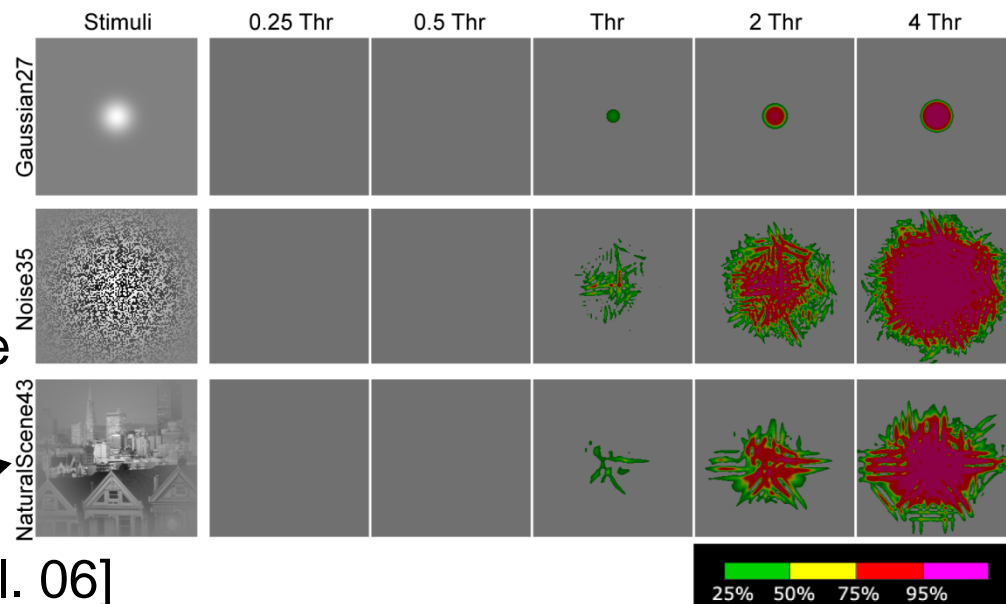 Stimuli 0.25 Thr 0.5 Thr Thr 2 Thr 4 Thr
Gaussian27
Noise35
e
NaturalScene43
l. 06]
25% 50% 75% 95%